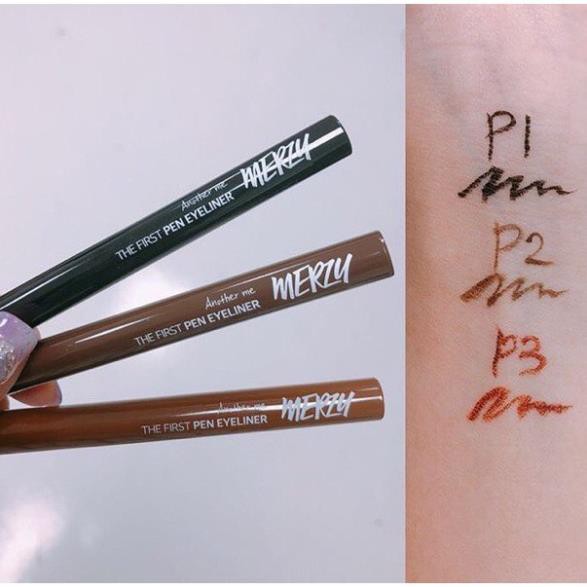 Another me MERZY
THE FIRST PEN EYELINER
Another me MERZY
THE FIRST PEN EYELINER
Another me MERZY
THE FIRST PEN EYELINER
P1
P2
P3